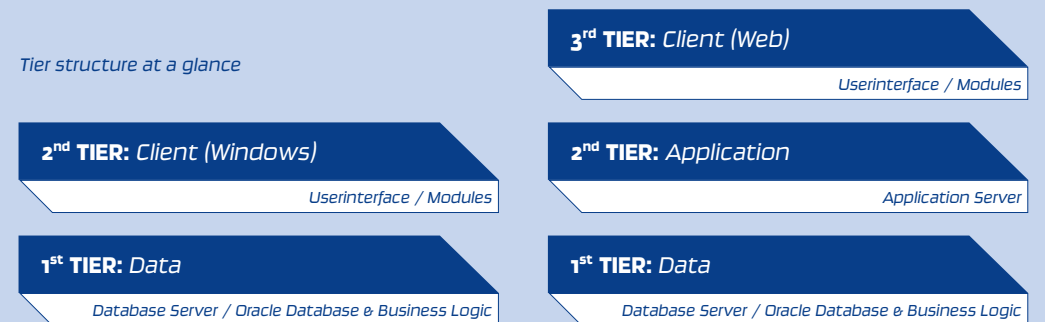 Tier structure at a glance
3rd TIER: Client (Web)
Userinterface / Modules
2nd TIER: Client (Windows)
Userinterface / Modules
2nd TIER: Application
Application Server
1st TIER: Data
Database Server / Oracle Database & Business Logic
1st TIER: Data
Database Server / Oracle Database & Business Logic